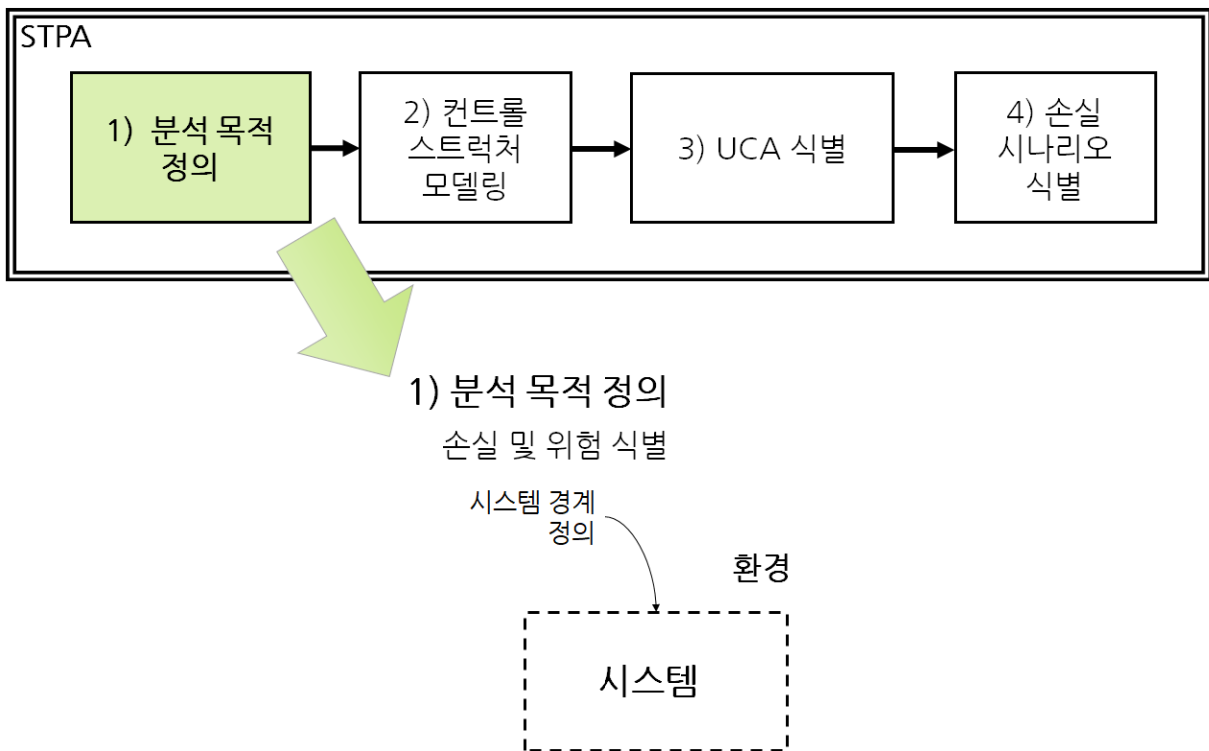 STPA
1) 분석 목적
정의
2) 컨트롤
스트럭처
모델링
3) UCA 식별
4) 손실
시나리오
식별
1) 분석 목적 정의
손실 및 위험 식별
시스템 경계
정의
환경
시스템